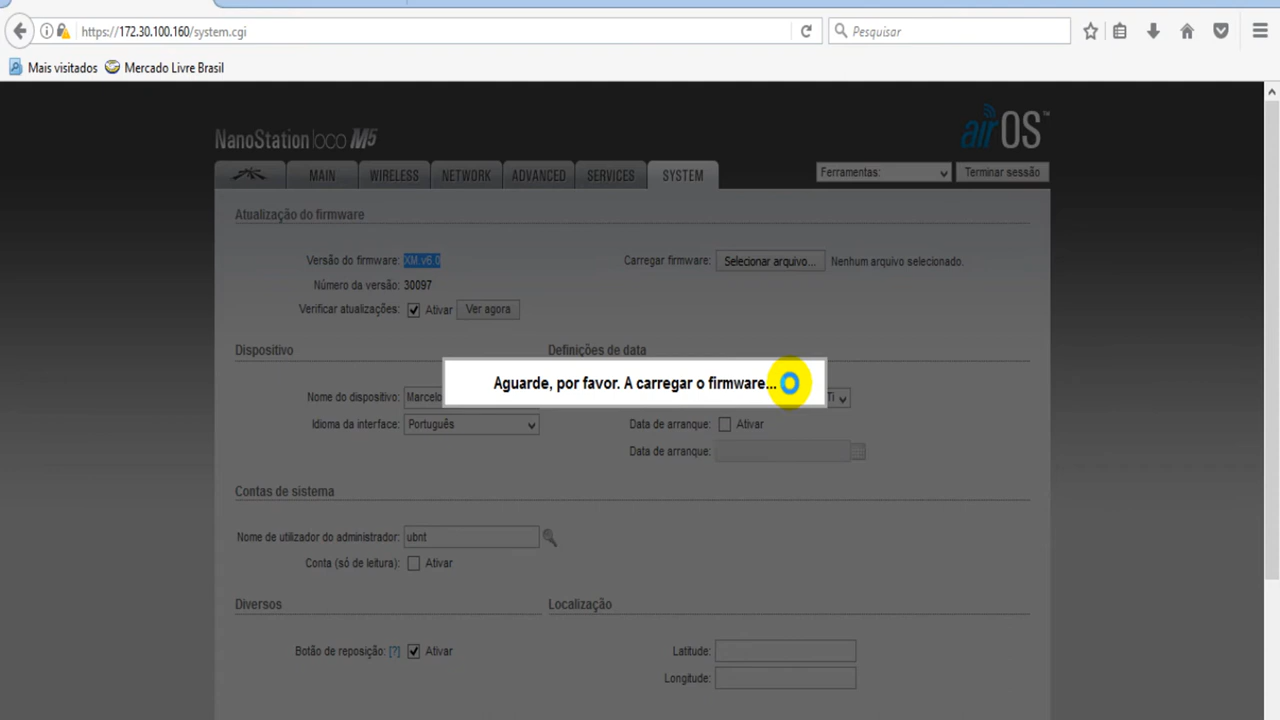 https://172.30.100.160/system.cgi
Pesquisar
Mais visitados Mercado Livre Brasil
NanoStation loco M5
airOS™
MAIN WIRELESS NETWORK ADVANCED SERVICES SYSTEM
Ferramentas: Terminar sessão
Atualização do firmware
Versão do firmware: XM.v6.0
Carregar firmware: Selecionar arquivo... Nenhum arquivo selecionado.
Número da versão: 30097
Verificar atualizações: Ativar Ver agora
Dispositivo
Definições de data
Aguarde, por favor. A carregar o firmware...
Nome do dispositivo: Marcelo
Idioma da interface: Português
Data de arranque: Ativar
Data de arranque:
Contas de sistema
Nome de utilizador do administrador: ubnt
Conta (só de leitura): Ativar
Diversos
Localização
Botão de reposição: [?] Ativar
Latitude:
Longitude: